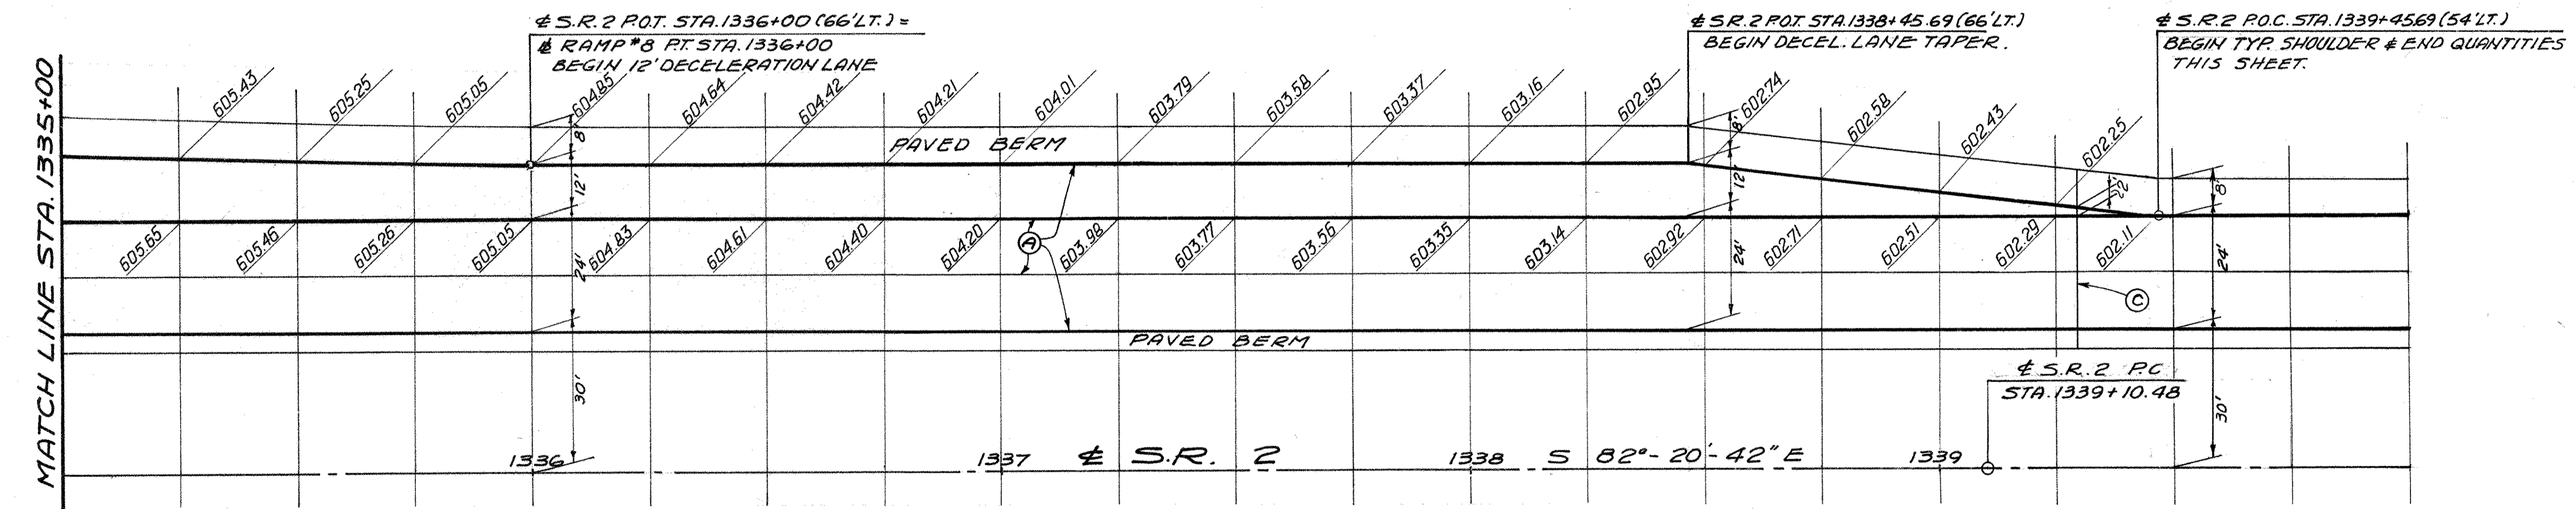 ℄ S.R. 2 P.O.T. STA. 1336+00 (66' LT.) =
℄ RAMP #8 P.T. STA. 1336+00
BEGIN 12' DECELERATION LANE
℄ S.R. 2 P.O.T. STA. 1338+45.69 (66' LT.)
BEGIN DECEL. LANE TAPER.
℄ S.R. 2 P.O.C. STA. 1339+45.69 (54' LT.)
BEGIN TYP. SHOULDER & END QUANTITIES
THIS SHEET.
MATCH LINE STA. 1335+00
605.43 605.25 605.05 604.85 604.64 604.42 604.21 604.01 603.79 603.58 603.37 603.16 602.95 602.74 602.58 602.43 602.25
8' 8'
PAVED BERM
12' 12' 2' 8'
605.65 605.46 605.26 605.05 604.83 604.61 604.40 604.20 603.98 603.77 603.56 603.35 603.14 602.92 602.71 602.51 602.29 602.11
A
24' 24' 24'
C
PAVED BERM
℄ S.R. 2 P.C
STA. 1339+10.48
30' 30'
1336 1337 ℄ S.R. 2 1338 S 82°-20'-42" E 1339